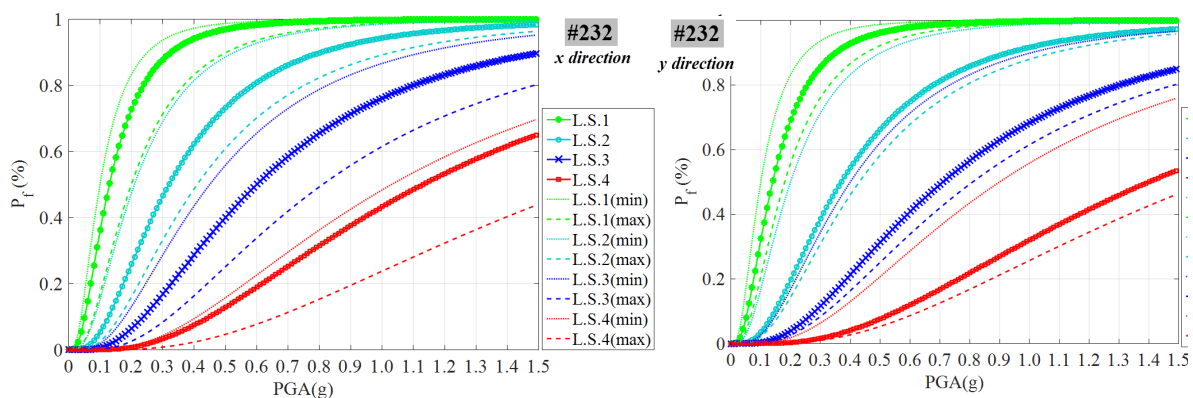 #232
x direction
1
0.8
0.6
0.4
0.2
0
P_f (%)
0 0.1 0.2 0.3 0.4 0.5 0.6 0.7 0.8 0.9 1.0 1.1 1.2 1.3 1.4 1.5
PGA(g)
L.S.1
L.S.2
L.S.3
L.S.4
L.S.1(min)
L.S.1(max)
L.S.2(min)
L.S.2(max)
L.S.3(min)
L.S.3(max)
L.S.4(min)
L.S.4(max)
#232
y direction
1
0.8
0.6
0.4
0.2
0
P_f (%)
0 0.1 0.2 0.3 0.4 0.5 0.6 0.7 0.8 0.9 1.0 1.1 1.2 1.3 1.4 1.5
PGA(g)